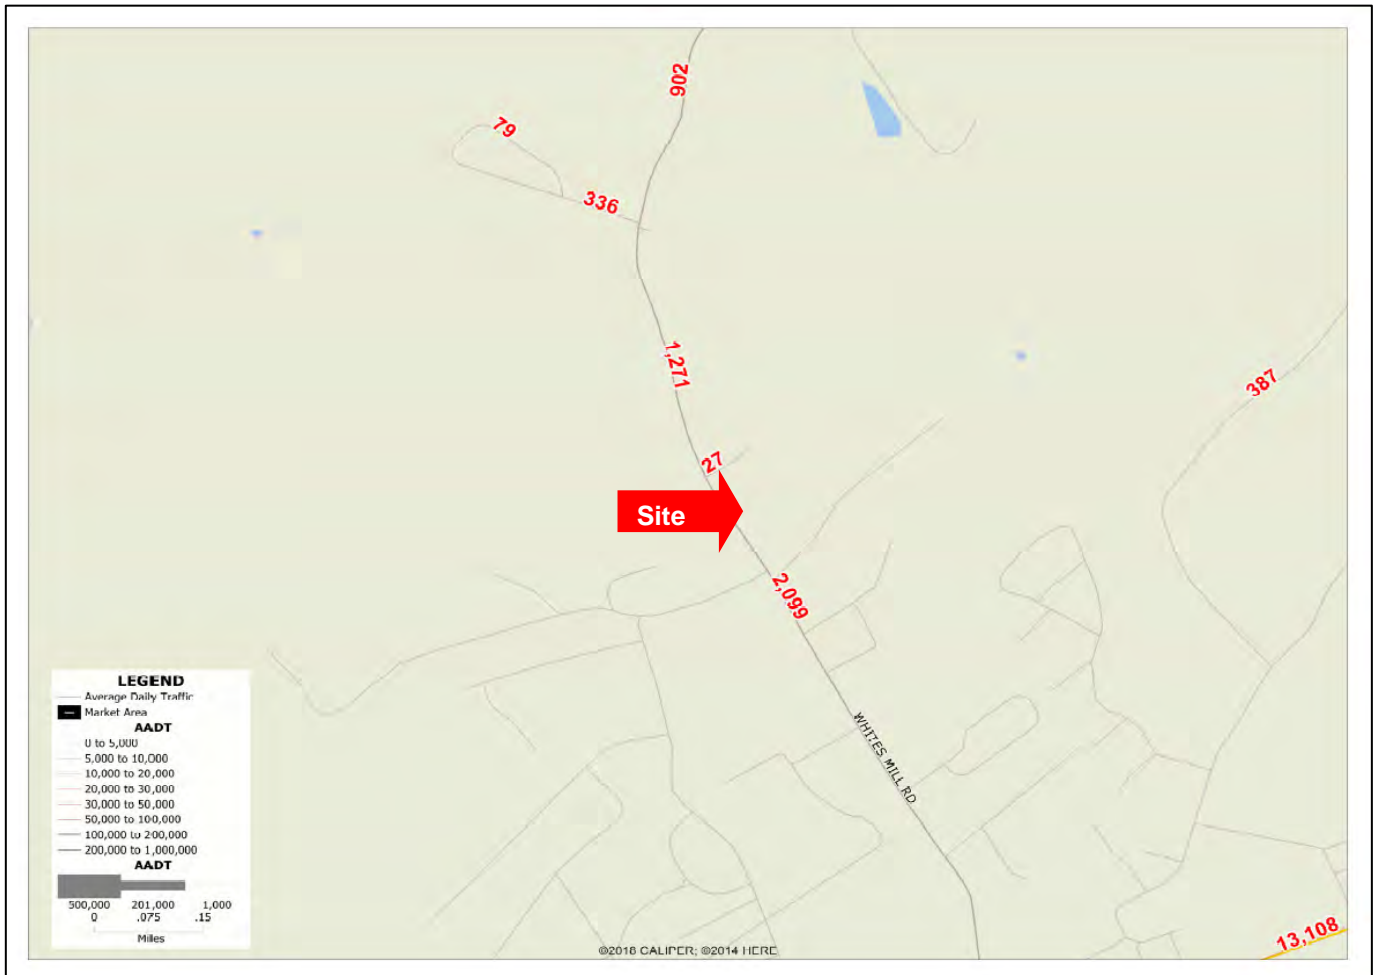 902
79
336
1,271
387
27
Site
2,099
WHITES MILL RD
LEGEND
Average Daily Traffic
Market Area
AADT
0 to 5,000
5,000 to 10,000
10,000 to 20,000
20,000 to 30,000
30,000 to 50,000
50,000 to 100,000
100,000 to 200,000
200,000 to 1,000,000
AADT
500,000 201,000 1,000
0 .075 .15
Miles
13,108
©2018 CALIPER; ©2014 HERE